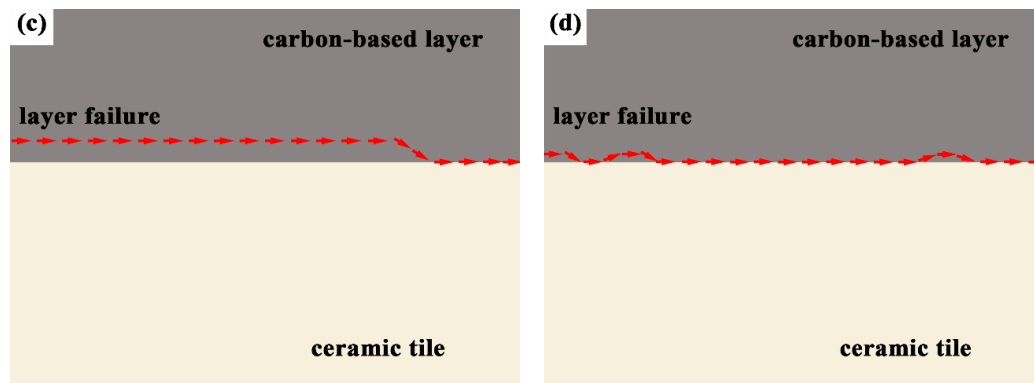 (c)
carbon-based layer
layer failure
ceramic tile
(d)
carbon-based layer
layer failure
ceramic tile